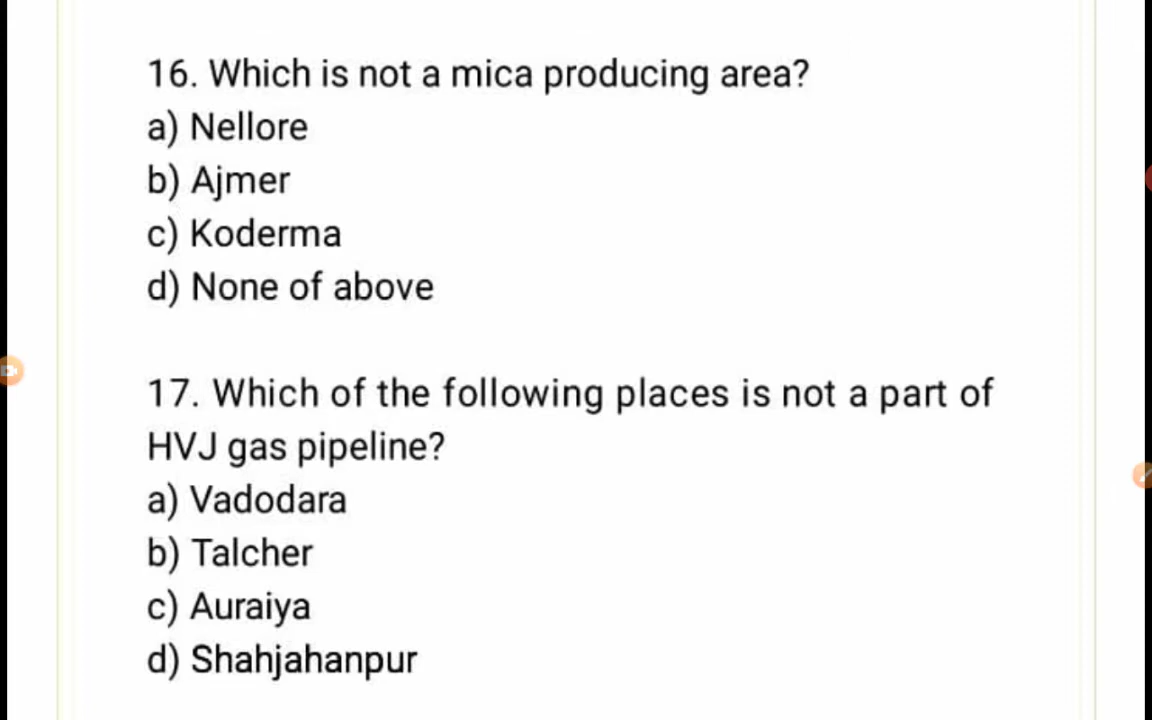 16. Which is not a mica producing area?
a) Nellore
b) Ajmer
c) Koderma
d) None of above
17. Which of the following places is not a part of
HVJ gas pipeline?
a) Vadodara
b) Talcher
c) Auraiya
d) Shahjahanpur